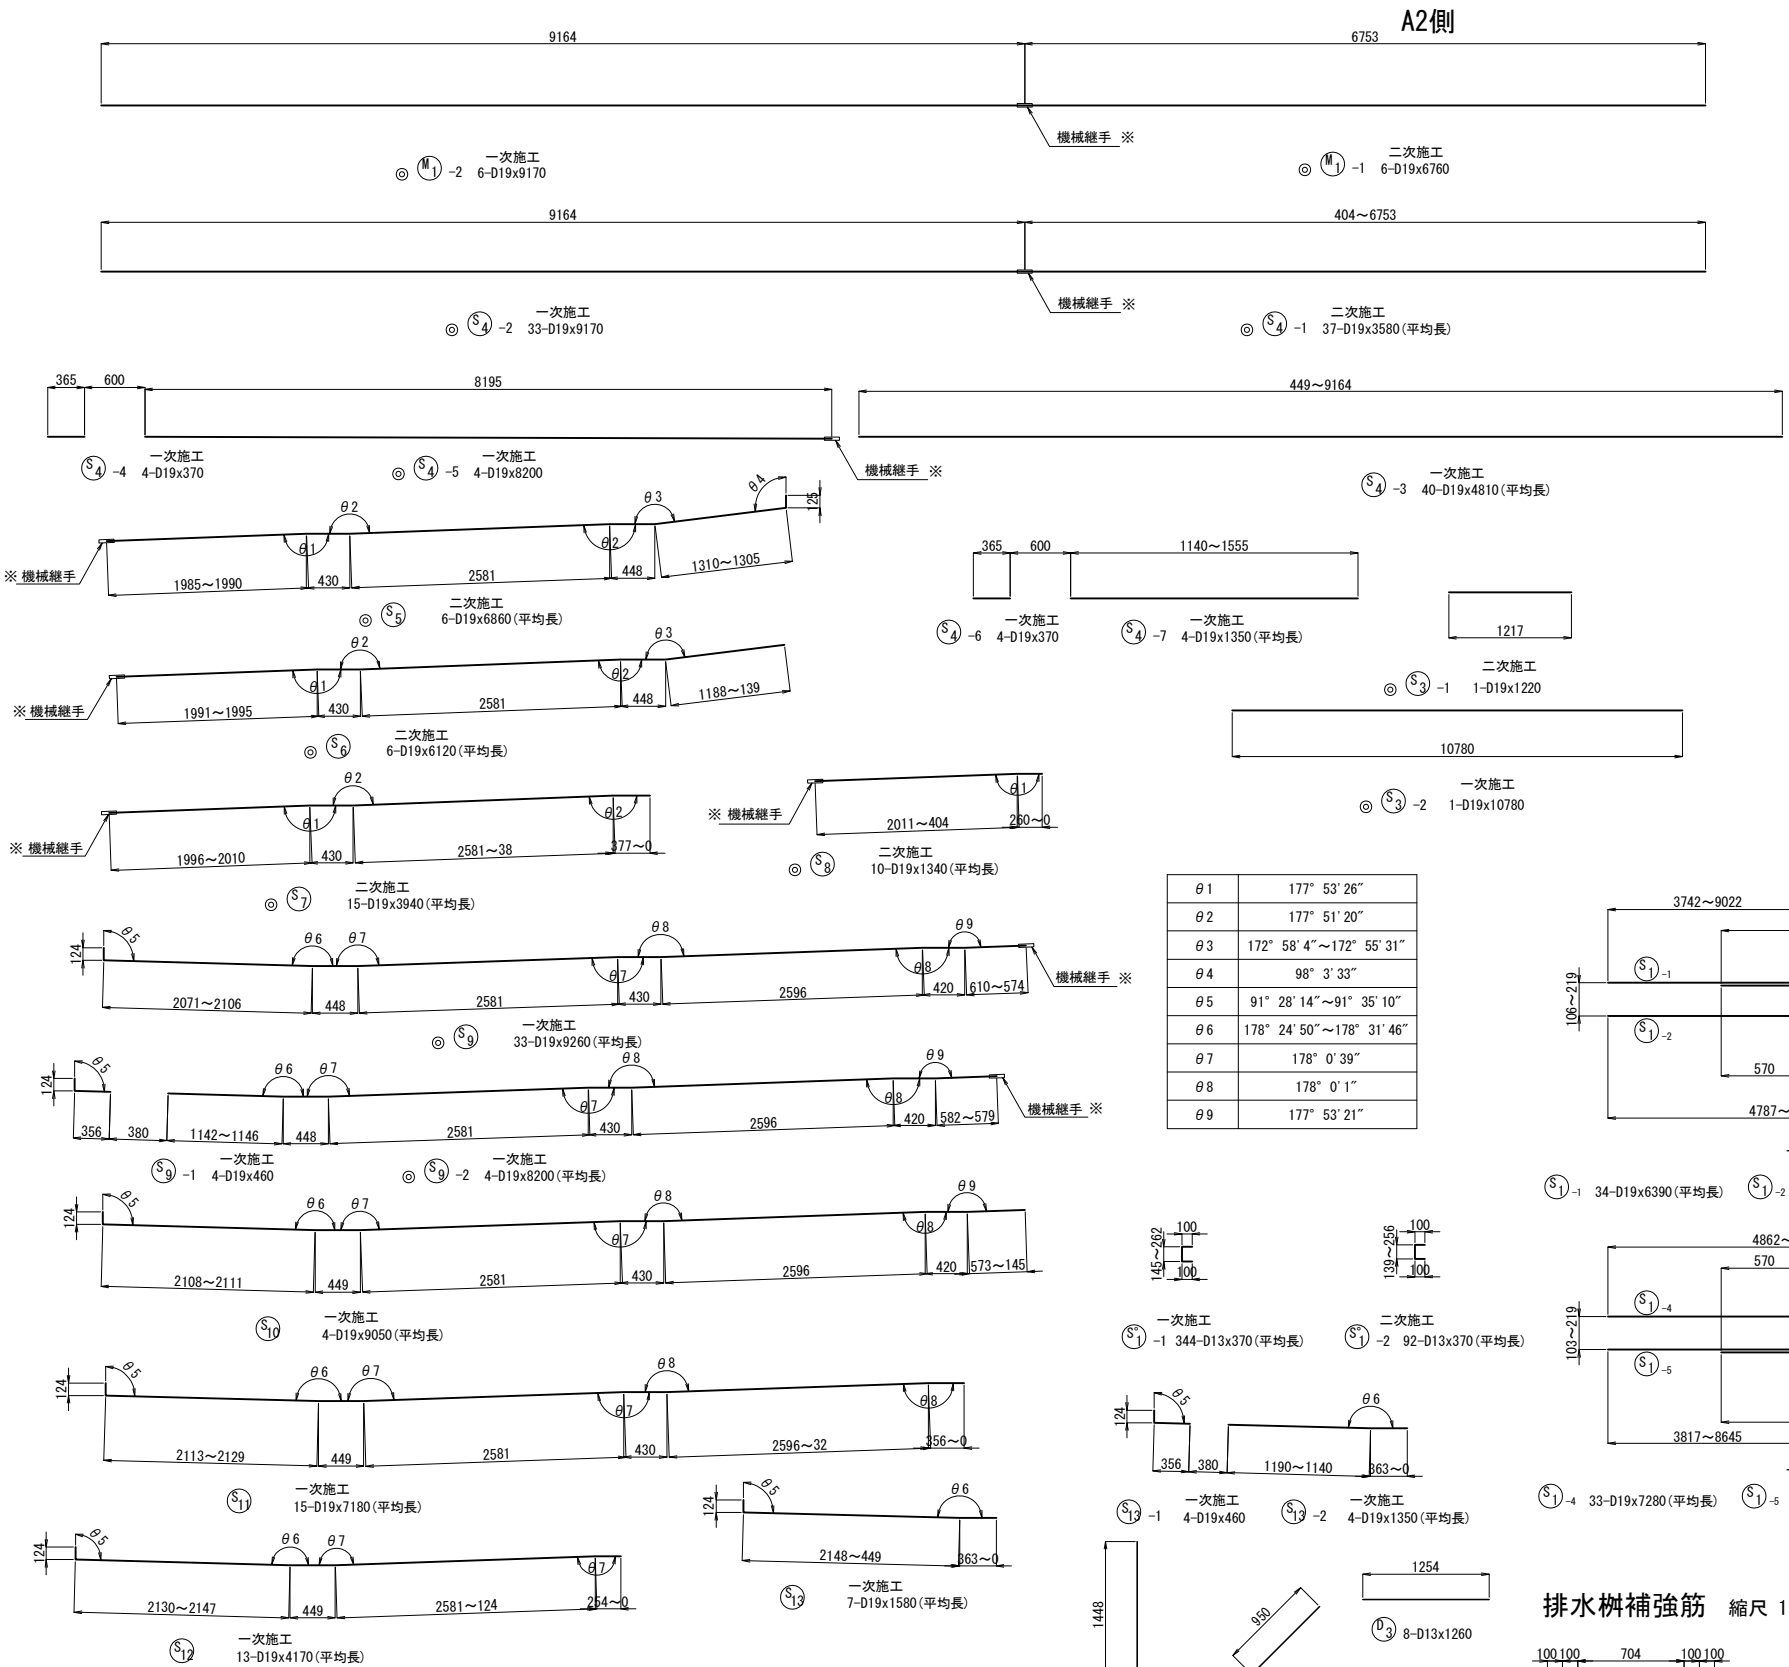 A2側
9164
6753
機械継手 ※
一次施工
◎ M1 -2 6-D19x9170
二次施工
◎ M1 -1 6-D19x6760
9164
404～6753
機械継手 ※
一次施工
◎ S4 -2 33-D19x9170
二次施工
◎ S4 -1 37-D19x3580(平均長)
365
600
8195
449～9164
一次施工
S4 -4 4-D19x370
一次施工
◎ S4 -5 4-D19x8200
機械継手 ※
一次施工
S4 -3 40-D19x4810(平均長)
θ2
θ3
θ4
125
θ1
θ2
※ 機械継手
1985～1990
430
2581
448
1310～1305
二次施工
◎ S5 6-D19x6860(平均長)
365
600
1140～1555
一次施工
S4 -6 4-D19x370
一次施工
S4 -7 4-D19x1350(平均長)
1217
二次施工
◎ S3 -1 1-D19x1220
θ2
θ3
θ1
θ2
※ 機械継手
1991～1995
430
2581
448
1188～139
二次施工
◎ S6 6-D19x6120(平均長)
10780
一次施工
◎ S3 -2 1-D19x10780
θ2
θ1
θ2
※ 機械継手
1996～2010
430
2581～38
377～0
二次施工
◎ S7 15-D19x3940(平均長)
θ1
※ 機械継手
2011～404
260～0
二次施工
◎ S8 10-D19x1340(平均長)
θ1 177° 53′26″
θ2 177° 51′20″
θ3 172° 58′4″～172° 55′31″
θ4 98° 3′33″
θ5 91° 28′14″～91° 35′10″
θ6 178° 24′50″～178° 31′46″
θ7 178° 0′39″
θ8 178° 0′1″
θ9 177° 53′21″
124
θ5
θ6
θ7
θ8
θ9
θ7
θ8
機械継手 ※
2071～2106
448
2581
430
2596
420
610～574
一次施工
◎ S9 33-D19x9260(平均長)
124
θ5
θ6
θ7
θ8
θ9
θ7
θ8
機械継手 ※
356
380
1142～1146
448
2581
430
2596
420
582～579
一次施工
S9 -1 4-D19x460
一次施工
◎ S9 -2 4-D19x8200(平均長)
124
θ5
θ6
θ7
θ8
θ9
θ7
θ8
2108～2111
449
2581
430
2596
420
573～145
一次施工
S10 4-D19x9050(平均長)
124
θ5
θ6
θ7
θ8
θ7
θ8
2113～2129
449
2581
430
2596～32
356～0
一次施工
S11 15-D19x7180(平均長)
124
θ5
θ6
θ7
θ7
2130～2147
449
2581～124
254～0
一次施工
S12 13-D19x4170(平均長)
124
θ5
θ6
2148～449
363～0
一次施工
S13 7-D19x1580(平均長)
3742～9022
S1 -1
106～219
S1 -2
570
4787～
S1 -1 34-D19x6390(平均長) S1 -2
100
145～262
100
一次施工
S°1 -1 344-D13x370(平均長)
100
139～256
100
二次施工
S°1 -2 92-D13x370(平均長)
4862～
570
S1 -4
103～219
S1 -5
3817～8645
S1 -4 33-D19x7280(平均長) S1 -5
124
θ5
θ6
356
380
1190～1140
363～0
一次施工
S13 -1 4-D19x460
一次施工
S13 -2 4-D19x1350(平均長)
1448
950
1254
D3 8-D13x1260
排水桝補強筋 縮尺 1
100 100 704 100 100